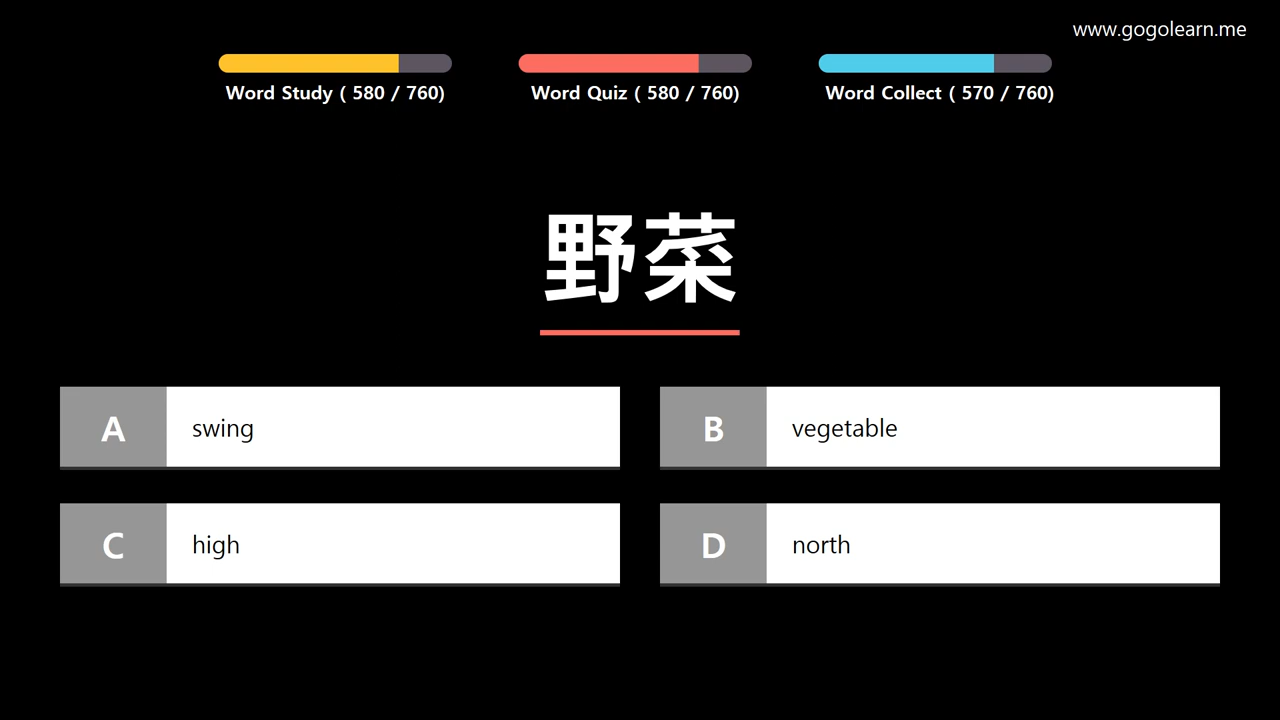 www.gogolearn.me
Word Study ( 580 / 760)
Word Quiz ( 580 / 760)
Word Collect ( 570 / 760)
野菜
A swing
B vegetable
C high
D north